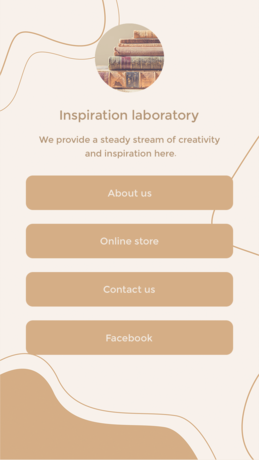 Inspiration laboratory
We provide a steady stream of creativity
and inspiration here.
About us
Online store
Contact us
Facebook